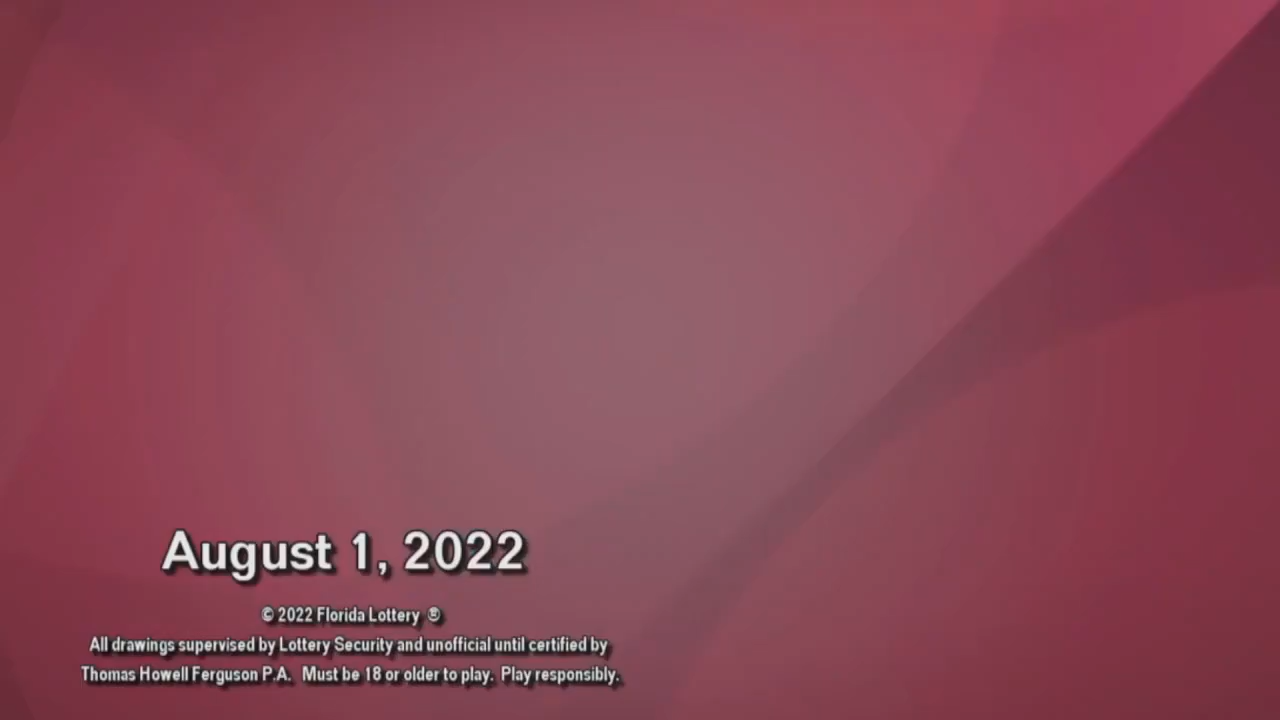 August 1, 2022
© 2022 Florida Lottery ®
All drawings supervised by Lottery Security and unofficial until certified by
Thomas Howell Ferguson P.A. Must be 18 or older to play. Play responsibly.